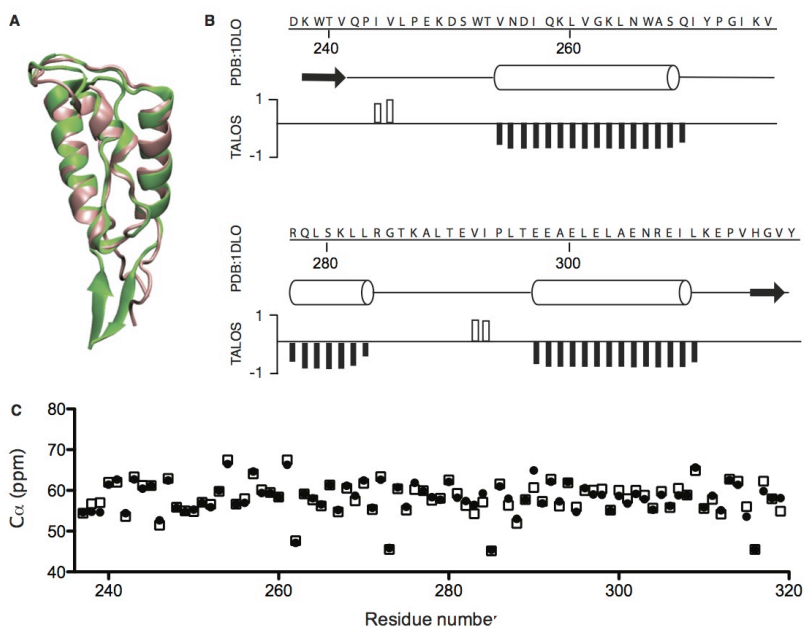 A
B
D K W T V Q P I V L P E K D S W T V N D I Q K L V G K L N W A S Q I Y P G I K V
240 260
PDB:1DLO
1
TALOS
-1
R Q L S K L L R G T K A L T E V I P L T E E A E L E L A E N R E I L K E P V H G V Y
280 300
PDB:1DLO
1
TALOS
-1
C
80
70
60
50
40
Cα (ppm)
240 260 280 300 320
Residue number